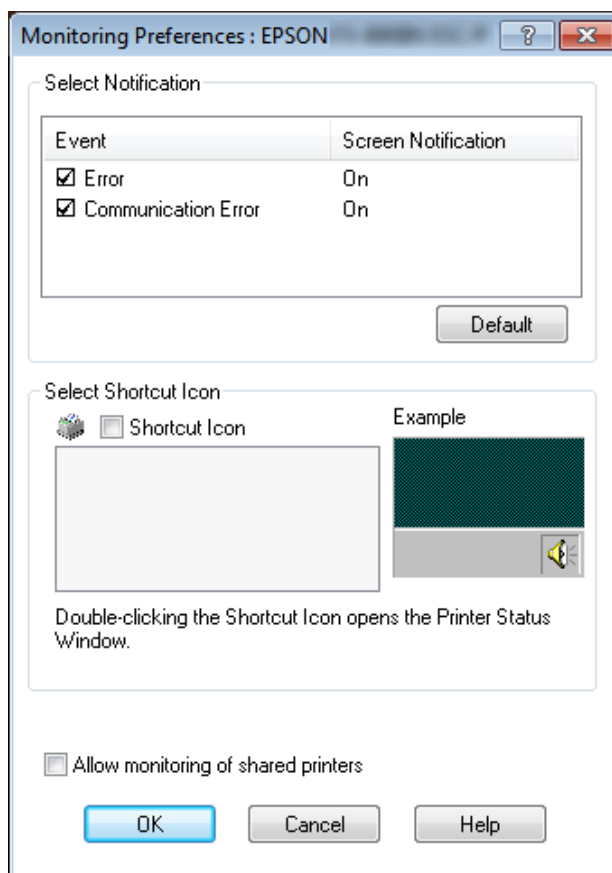 Monitoring Preferences : EPSON
Select Notification
Event Screen Notification
Error On
Communication Error On
Default
Select Shortcut Icon
Shortcut Icon
Example
Double-clicking the Shortcut Icon opens the Printer Status
Window.
Allow monitoring of shared printers
OK Cancel Help